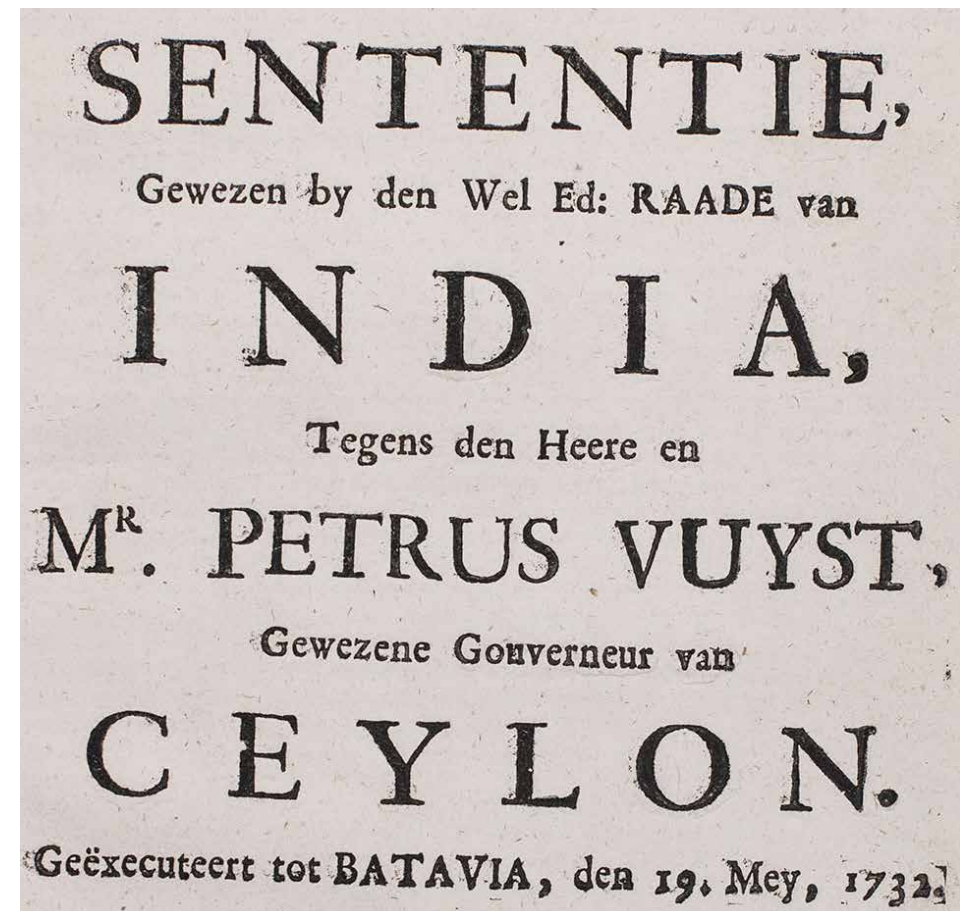 SENTENTIE,
Gewezen by den Wel Ed: RAADE van
INDIA,
Tegens den Heere en
MR. PETRUS VUYST,
Gewezene Gouverneur van
CEYLON.
Geëxecuteert tot BATAVIA, den 19. Mey, 1732.]